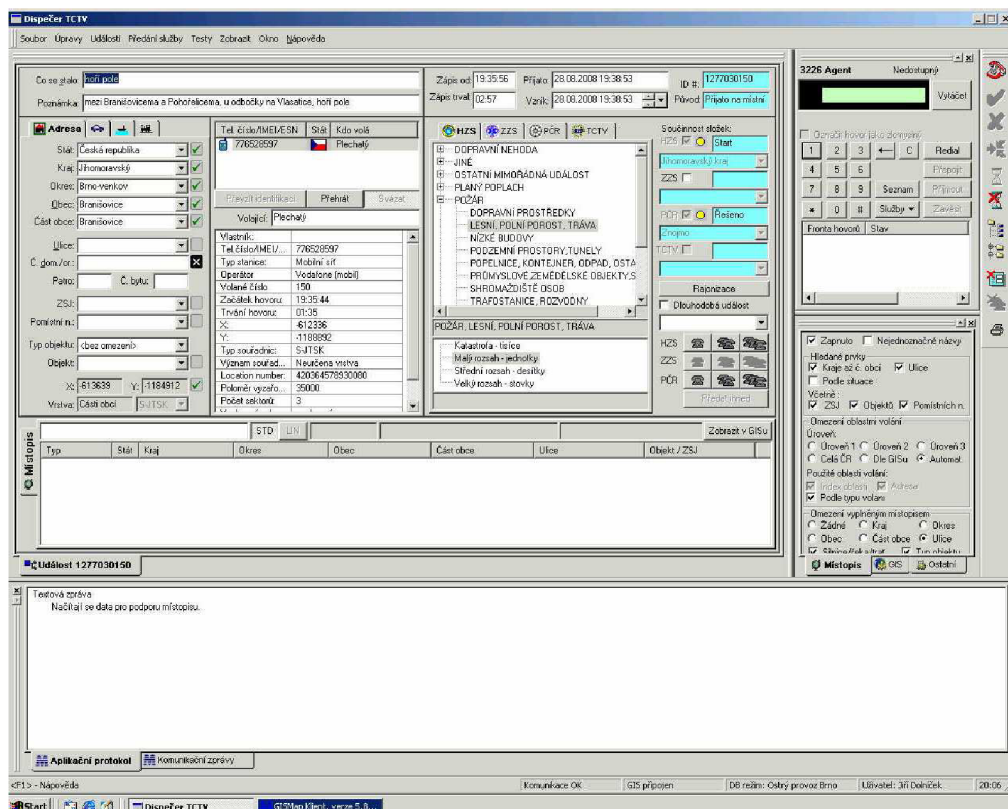 Dispečer TCTV
Soubor Úpravy Události Předání služby Testy Zobrazit Okno Nápověda
Co se stalo: hoří pole
Poznámka: mezi Branišovicema a Pohořelicema, u odbočky na Vlasatice, hoří pole
Zápis od: 19:35:56 Přijato: 28.08.2008 19:38:53 ID #: 1277030150
Zápis trval: 02:57 Vznik: 28.08.2008 19:38:53 Původ: Přijato na místní
Adresa
Stát: Česká republika
Kraj: Jihomoravský
Okres: Brno-venkov
Obec: Branišovice
Část obce: Branišovice
Ulice:
Č. dom./or.:
Patro: Č. bytu:
ZSJ:
Pomístní n.:
Typ objektu: <bez omezení>
Objekt:
X: -613639 Y: -1184912
Vrstva: Části obcí S-JTSK
Tel. číslo/IMEI/ESN Stát Kdo volá
776528597 Plechatý
Převzít identifikaci Přehrát Svázat
Volající: Plechatý
Vlastník:
Tel.číslo/IMEI/... 776528597
Typ stanice: Mobilní síť
Operátor Vodafone (mobil)
Volané číslo 150
Začátek hovoru: 19:35:44
Trvání hovoru: 01:35
X: -612336
Y: -1188892
Typ souřadnic: S-JTSK
Význam souřad... Neurčena vrstva
Location number: 420364578930080
Poloměr vyzařo... 35000
Počet sektorů: 3
HZS ZZS PČR TCTV
DOPRAVNÍ NEHODA
JINÉ
OSTATNÍ MIMOŘÁDNÁ UDÁLOST
PLANÝ POPLACH
POŽÁR
DOPRAVNÍ PROSTŘEDKY
LESNÍ, POLNÍ POROST, TRÁVA
NÍZKÉ BUDOVY
PODZEMNÍ PROSTORY,TUNELY
POPELNICE, KONTEJNER, ODPAD, OSTA
PRŮMYSLOVÉ,ZEMĚDĚLSKÉ OBJEKTY,S
SHROMAŽDIŠTĚ OSOB
TRAFOSTANICE, ROZVODNY
POŽÁR, LESNÍ, POLNÍ POROST, TRÁVA
Katastrofa - tisíce
Malý rozsah - jednotky
Střední rozsah - desítky
Velký rozsah - stovky
Součinnost složek:
HZS Start
Jihomoravský kraj
ZZS
PČR Řešeno
Znojmo
TCTV
Rajonizace
Dlouhodobá událost
HZS
ZZS
PČR
Předat ihned
3226 Agent Nedostupný
Vytáčet
Označit hovor jako zlomyslný
1 2 3 C Redial
4 5 6 Přepojit
7 8 9 Seznam Přijmout
* 0 # Služby Zavěsit
Fronta hovorů Stav
Zapnuto Nejednoznačné názvy
Hledané prvky
Kraje až č. obcí Ulice
Podle situace
Včetně:
ZSJ Objektů Pomístních n.
Omezení oblastmi volání
Úroveň:
Úroveň 1 Úroveň 2 Úroveň 3
Celá ČR Dle GISu Automat.
Použité oblasti volání:
Index oblasti Adresa
Podle typu volání
Omezení vyplněným místopisem
Žádné Kraj Okres
Obec Část obce Ulice
Místopis GIS Ostatní
Místopis
STD LIN Zobrazit v GISu
Typ Stát Kraj Okres Obec Část obce Ulice Objekt / ZSJ
Událost 1277030150
Textová zpráva
Načítají se data pro podporu místopisu.
Aplikační protokol Komunikační zprávy
<F1> - Nápověda Komunikace OK GIS připojen DB režim: Ostrý provoz Brno Uživatel: Jiří Dolníček 20:06
Start Dispečer TCTV GISMap Klient, verze 5.8...